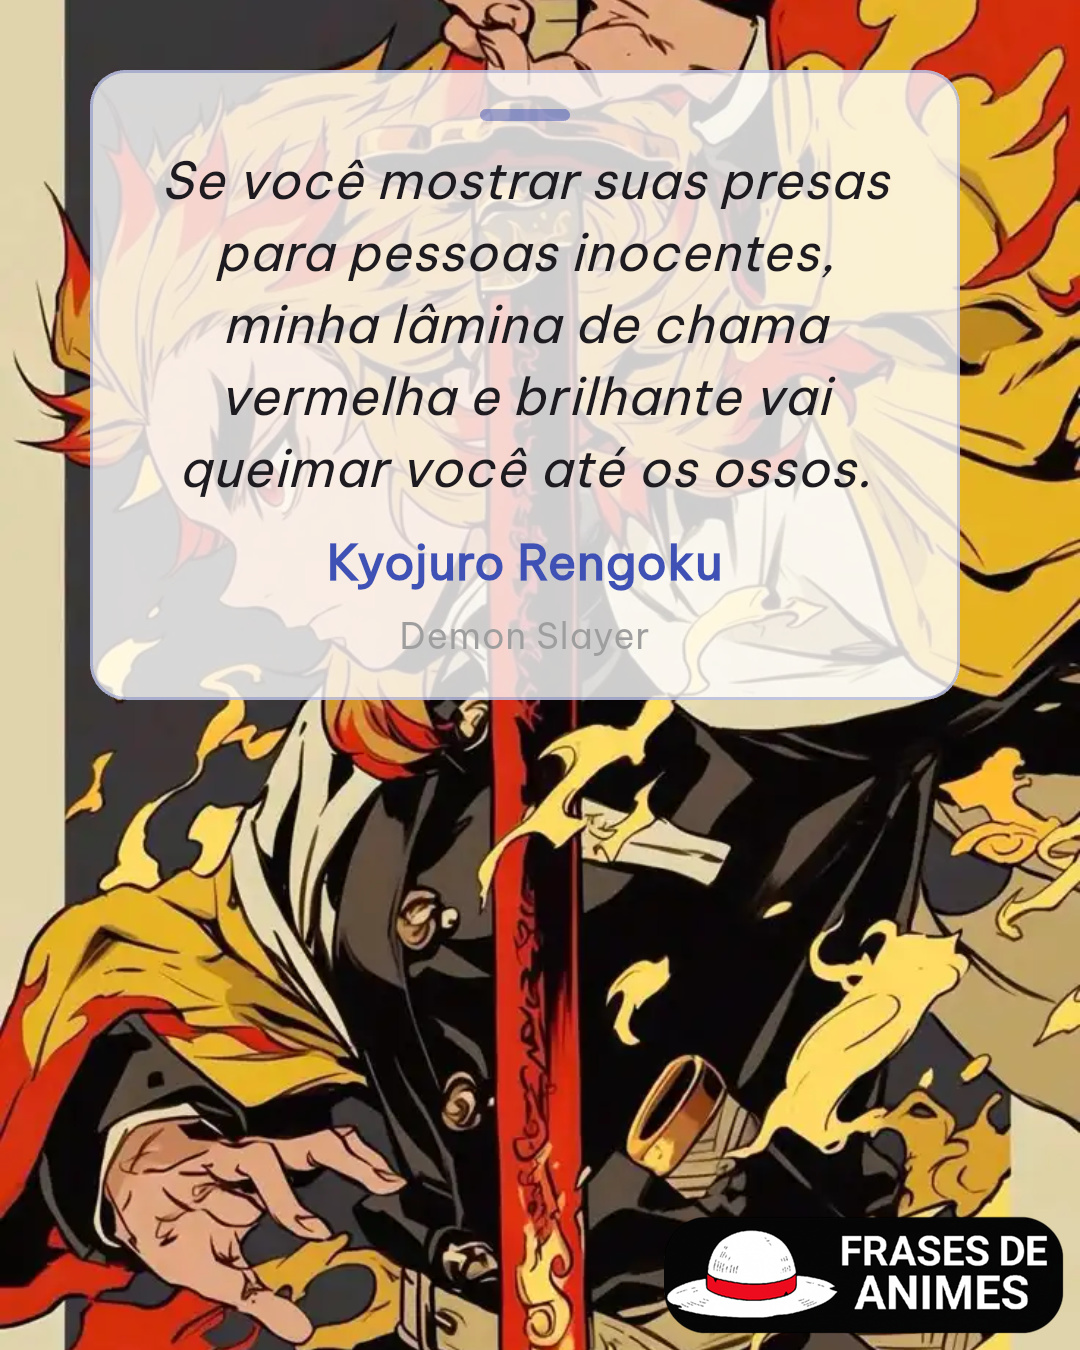 Se você mostrar suas presas
para pessoas inocentes,
minha lâmina de chama
vermelha e brilhante vai
queimar você até os ossos.
Kyojuro Rengoku
Demon Slayer
FRASES DE
ANIMES